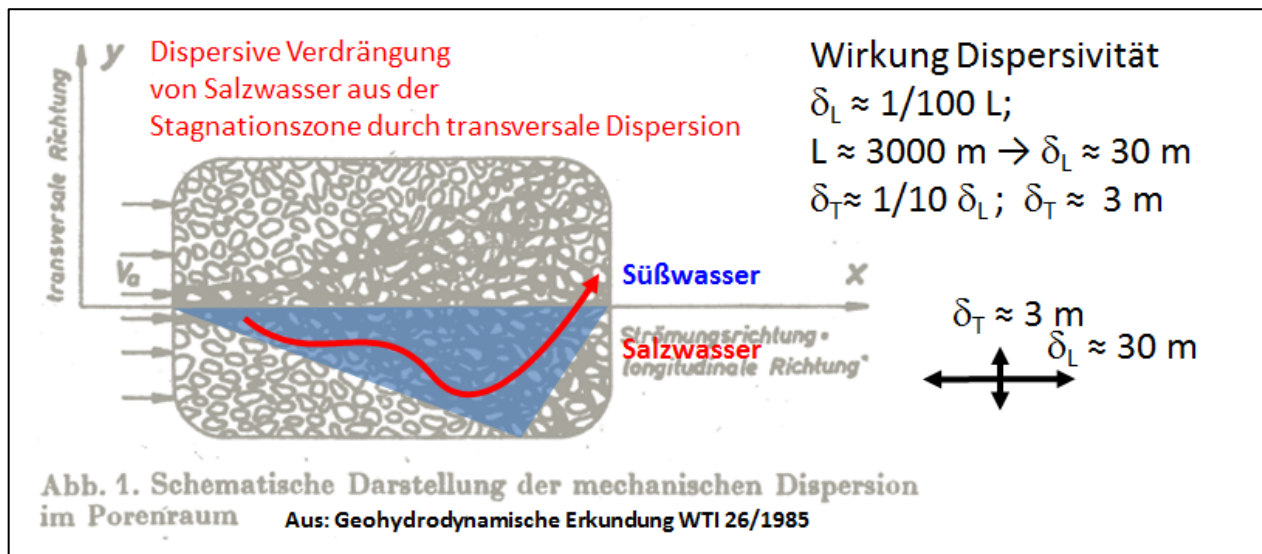 y
transversale Richtung
Dispersive Verdrängung
von Salzwasser aus der
Stagnationszone durch transversale Dispersion
Va
Süßwasser
x
Strömungsrichtung =
Salzwasser
longitudinale Richtung
Wirkung Dispersivität
δL ≈ 1/100 L;
L ≈ 3000 m → δL ≈ 30 m
δT≈ 1/10 δL ; δT ≈ 3 m
δT ≈ 3 m
δL ≈ 30 m
Abb. 1. Schematische Darstellung der mechanischen Dispersion
im Porenraum Aus: Geohydrodynamische Erkundung WTI 26/1985